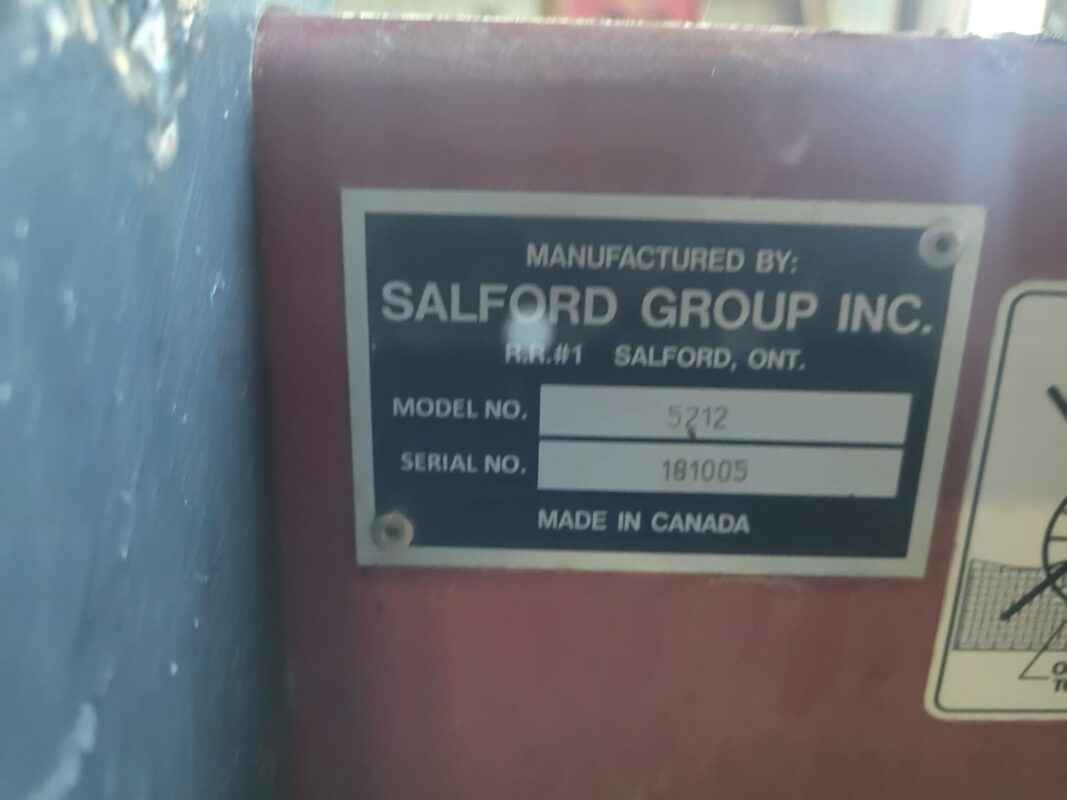 MANUFACTURED BY:
SALFORD GROUP INC.
R.R.#1 SALFORD, ONT.
MODEL NO. 5212
SERIAL NO. 181005
MADE IN CANADA